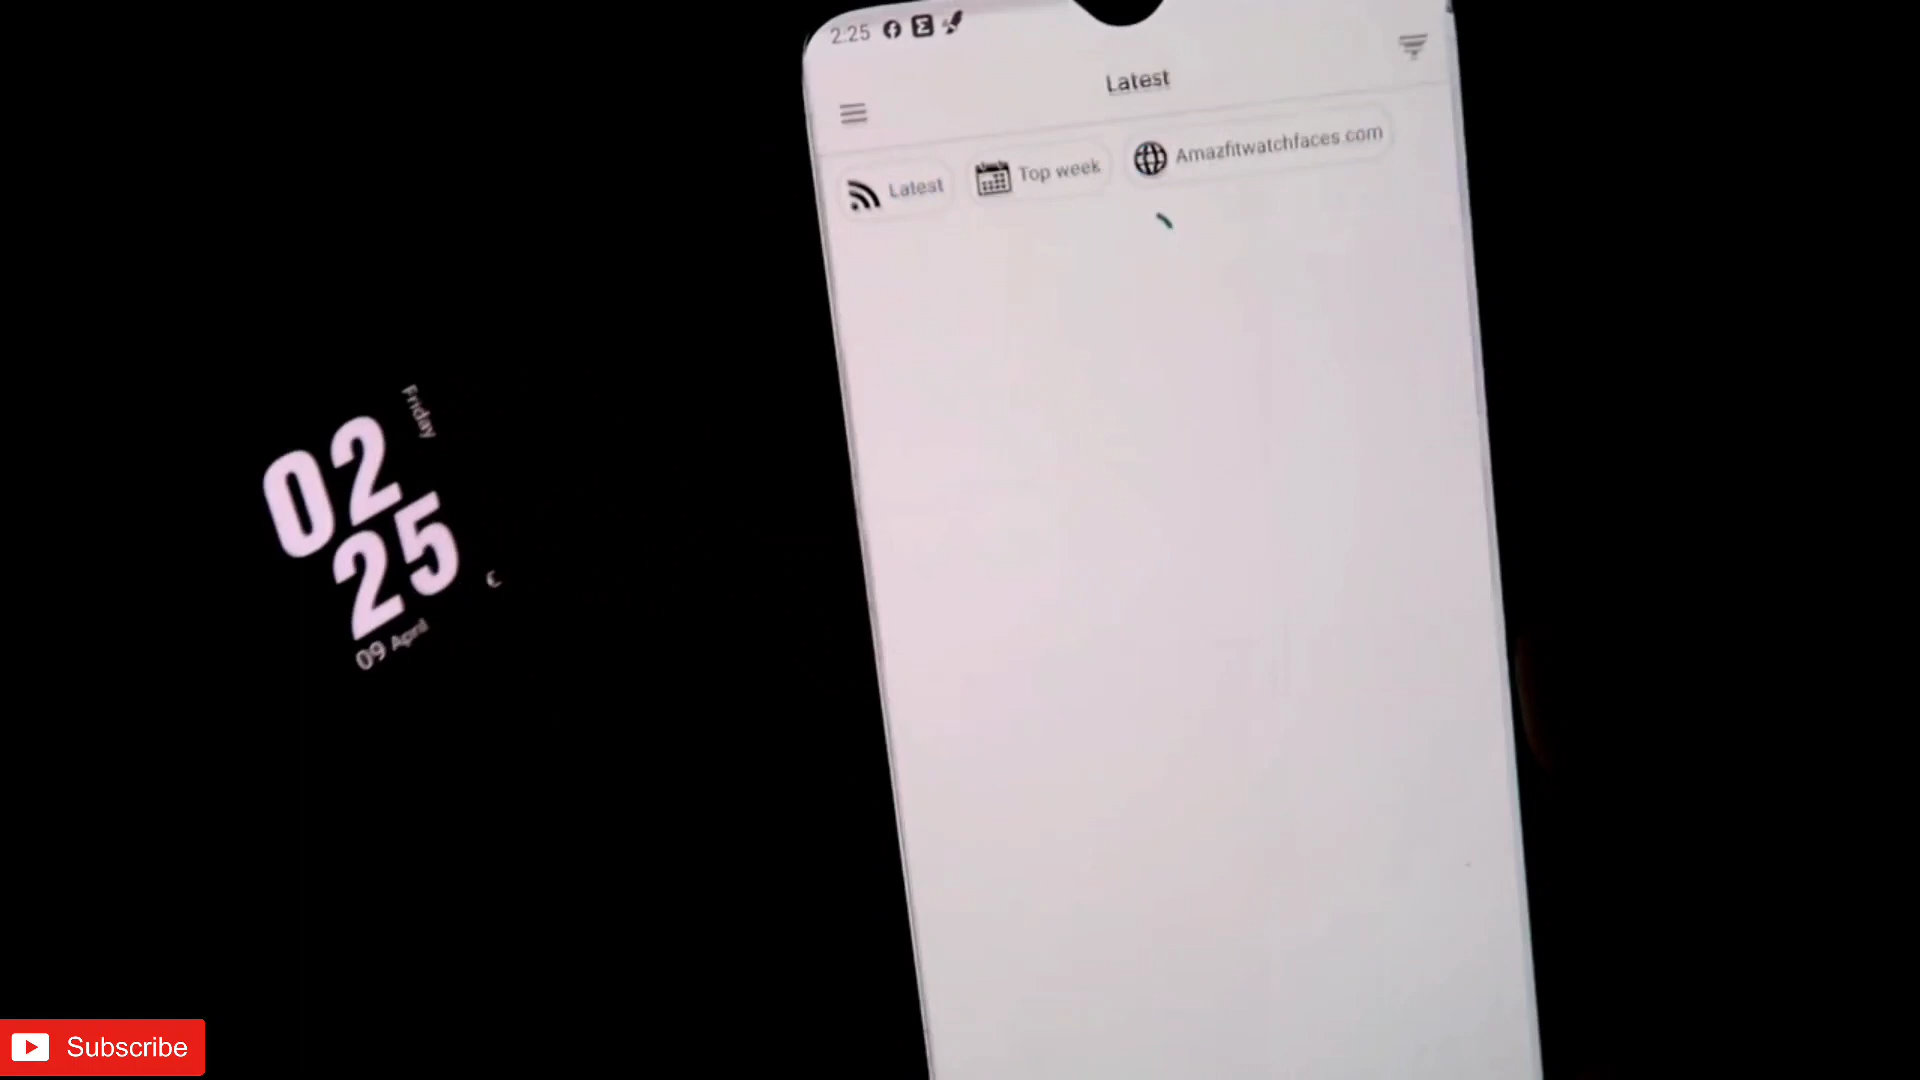 2:25
Latest
Latest
Top week
Amazfitwatchfaces.com
Friday
02
25
09 April
Subscribe